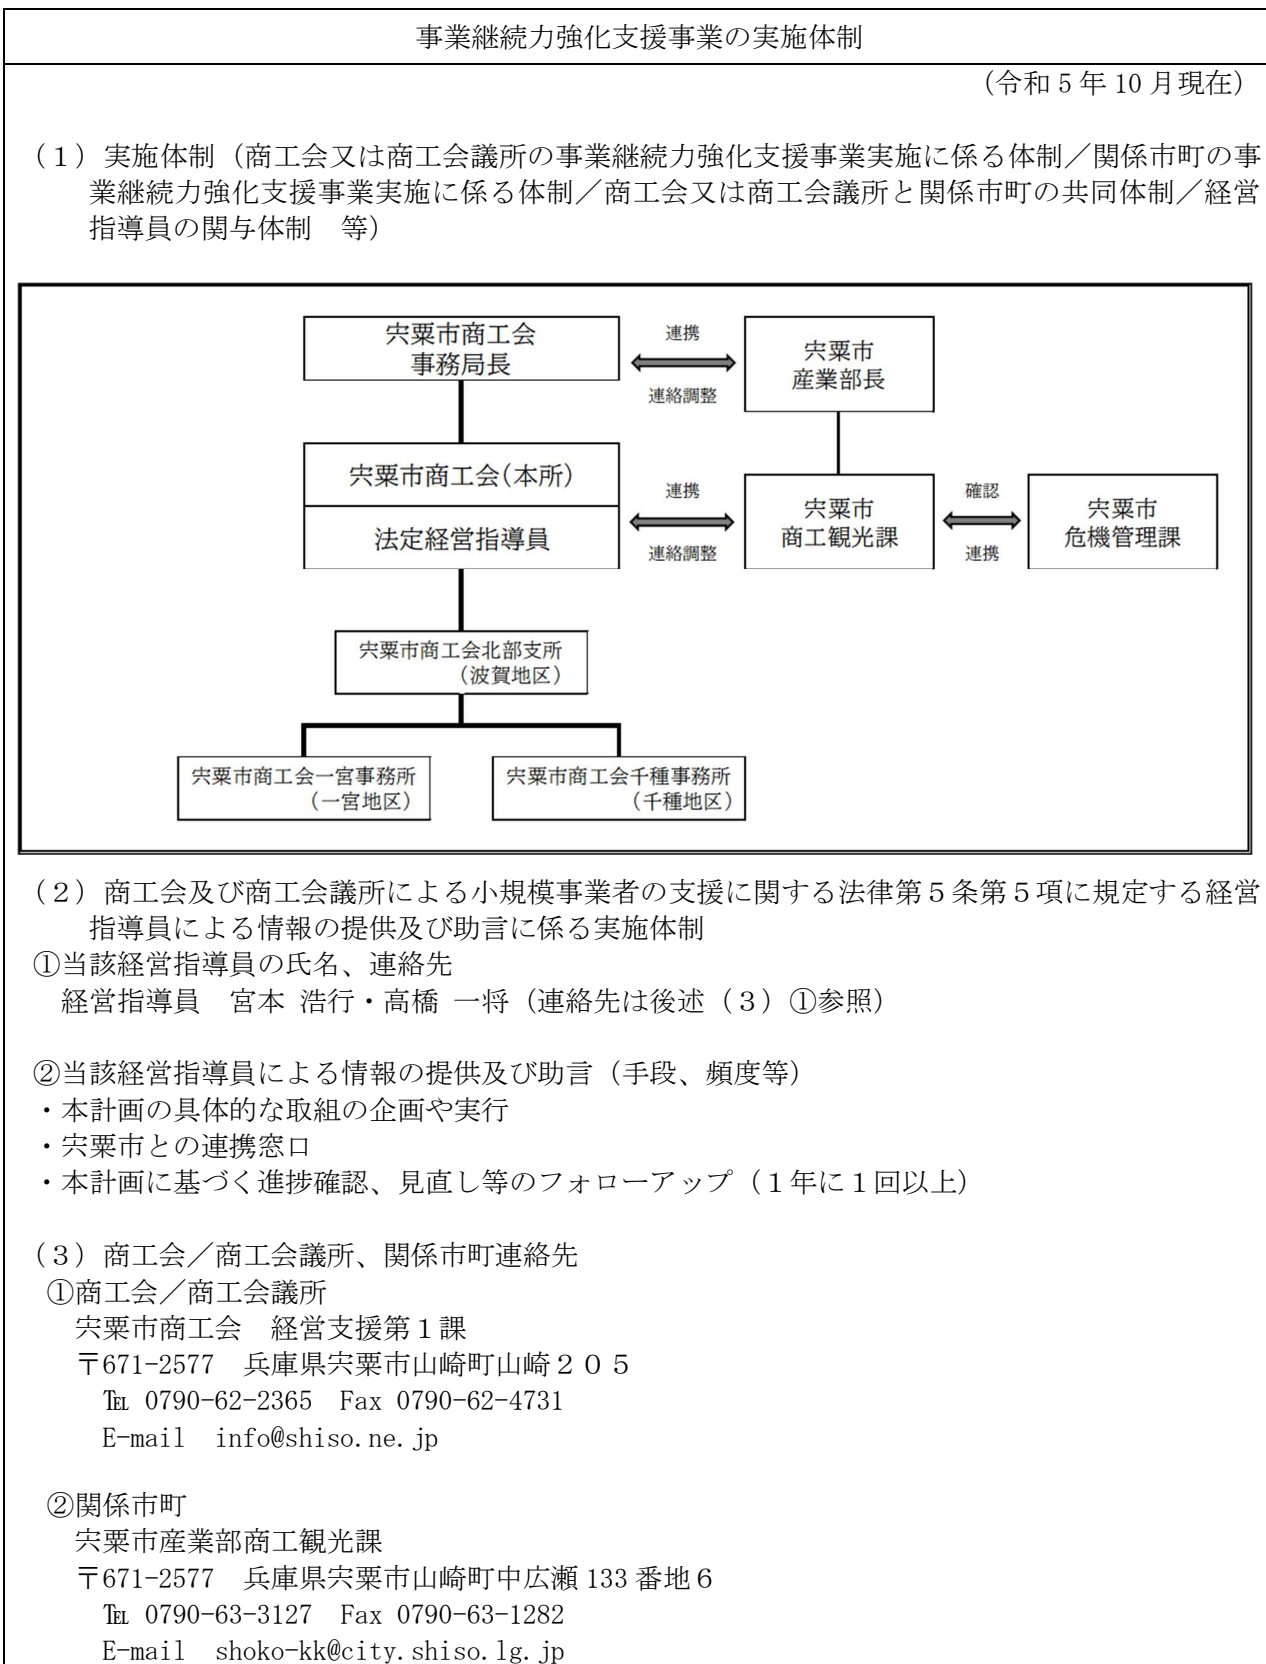 事業継続力強化支援事業の実施体制
（令和５年 10 月現在）
（１）実施体制（商工会又は商工会議所の事業継続力強化支援事業実施に係る体制／関係市町の事
業継続力強化支援事業実施に係る体制／商工会又は商工会議所と関係市町の共同体制／経営
指導員の関与体制　等）
宍粟市商工会
事務局長
連携
連絡調整
宍粟市
産業部長
宍粟市商工会（本所）
法定経営指導員
連携
連絡調整
宍粟市
商工観光課
確認
連携
宍粟市
危機管理課
宍粟市商工会北部支所
（波賀地区）
宍粟市商工会一宮事務所
（一宮地区）
宍粟市商工会千種事務所
（千種地区）
（２）商工会及び商工会議所による小規模事業者の支援に関する法律第５条第５項に規定する経営
指導員による情報の提供及び助言に係る実施体制
①当該経営指導員の氏名、連絡先
経営指導員　宮本 浩行・高橋 一将（連絡先は後述（３）①参照）
②当該経営指導員による情報の提供及び助言（手段、頻度等）
・本計画の具体的な取組の企画や実行
・宍粟市との連携窓口
・本計画に基づく進捗確認、見直し等のフォローアップ（１年に１回以上）
（３）商工会／商工会議所、関係市町連絡先
①商工会／商工会議所
宍粟市商工会　経営支援第１課
〒671-2577　兵庫県宍粟市山崎町山崎２０５
℡ 0790-62-2365　Fax 0790-62-4731
E-mail　info@shiso.ne.jp
②関係市町
宍粟市産業部商工観光課
〒671-2577　兵庫県宍粟市山崎町中広瀬 133 番地６
℡ 0790-63-3127　Fax 0790-63-1282
E-mail　shoko-kk@city.shiso.lg.jp